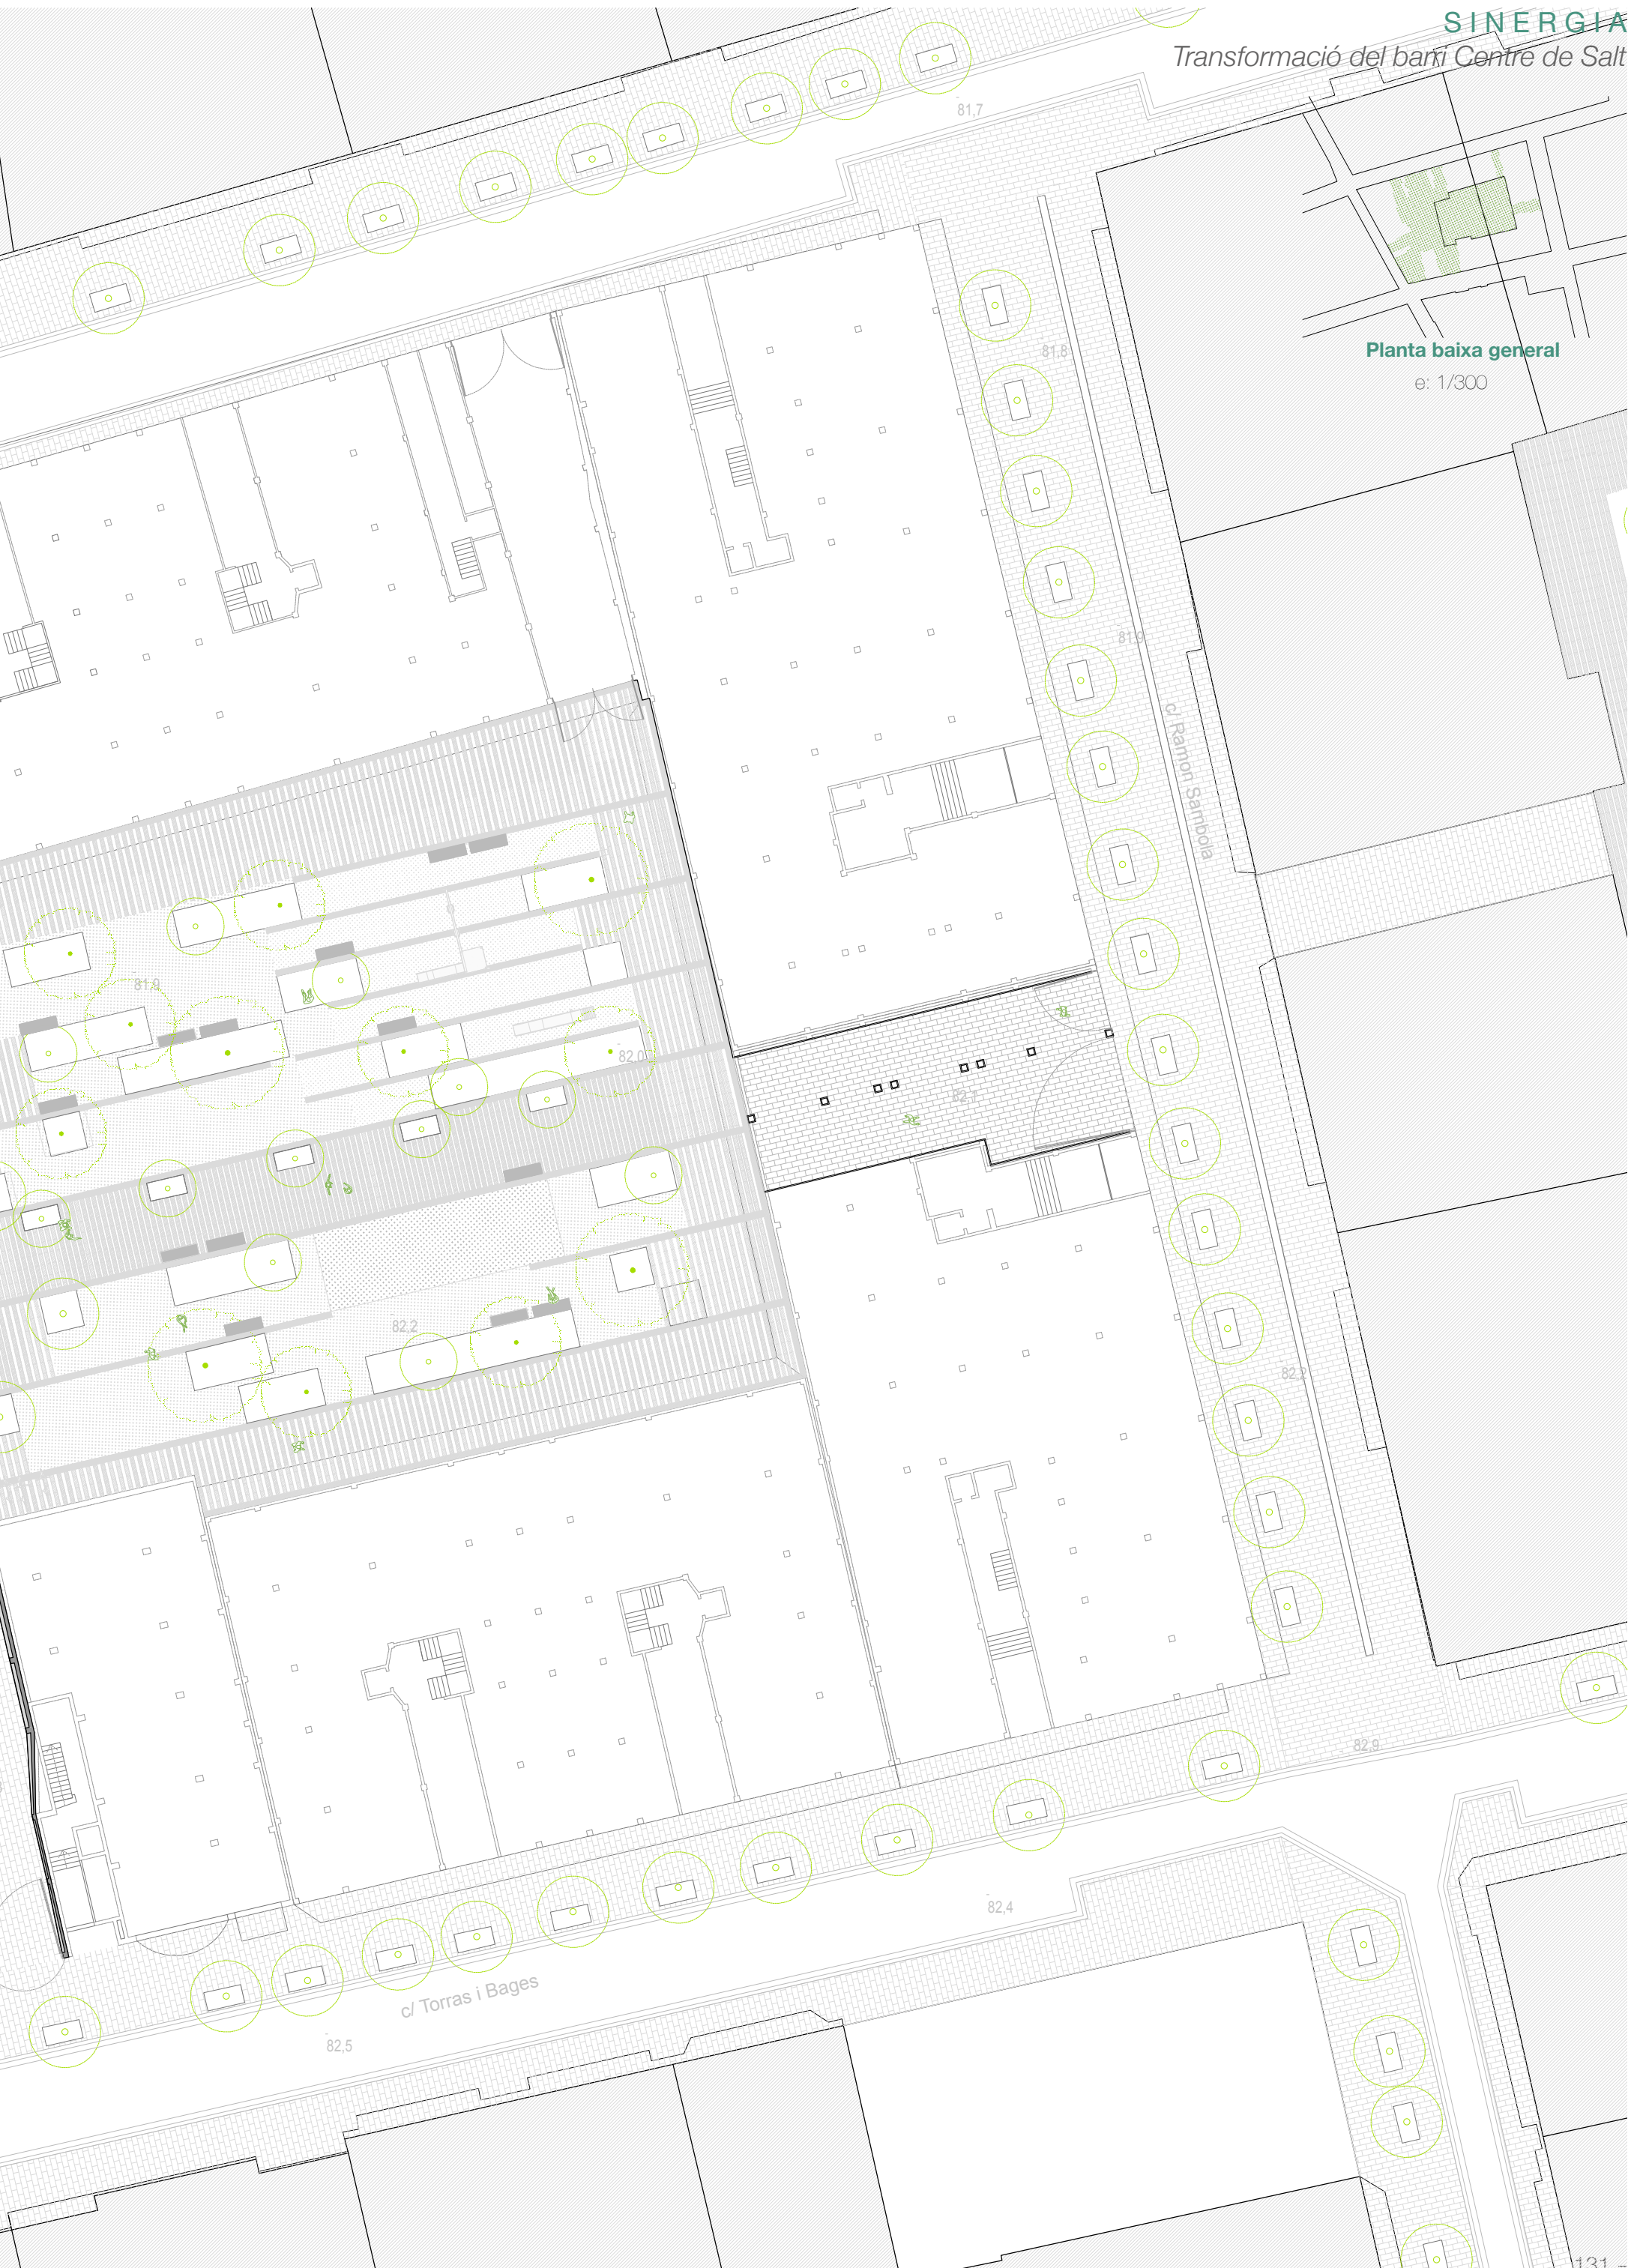 SINERGIA
Transformació del barri Centre de Salt
81,7
81,8
Planta baixa general
e: 1/300
81,9
c/ Ramon Sambola
81,9
82,0
82,1
82,2
82,2
82,9
82,4
c/ Torras i Bages
82,5
131